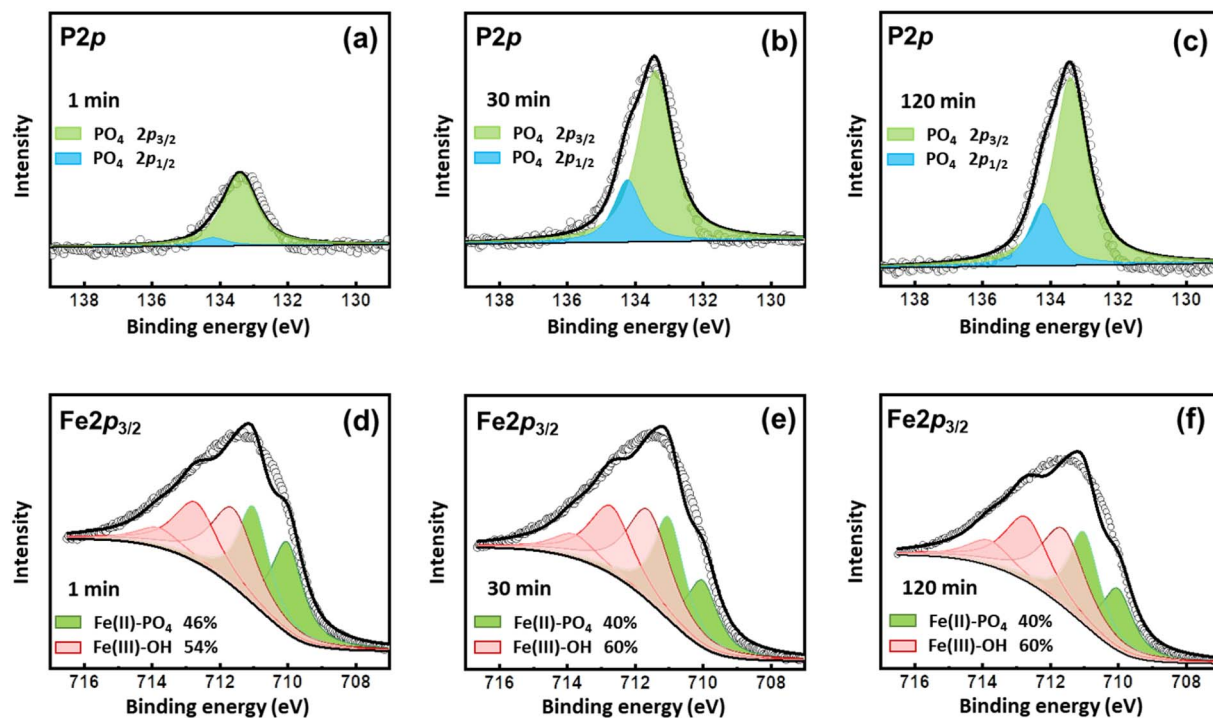 P2p
(a)
1 min
PO₄ 2p₃/₂
PO₄ 2p₁/₂
Intensity
138 136 134 132 130
Binding energy (eV)
P2p
(b)
30 min
PO₄ 2p₃/₂
PO₄ 2p₁/₂
Intensity
138 136 134 132 130
Binding energy (eV)
P2p
(c)
120 min
PO₄ 2p₃/₂
PO₄ 2p₁/₂
Intensity
138 136 134 132 130
Binding energy (eV)
Fe2p₃/₂
(d)
1 min
Fe(II)-PO₄ 46%
Fe(III)-OH 54%
Intensity
716 714 712 710 708
Binding energy (eV)
Fe2p₃/₂
(e)
30 min
Fe(II)-PO₄ 40%
Fe(III)-OH 60%
Intensity
716 714 712 710 708
Binding energy (eV)
Fe2p₃/₂
(f)
120 min
Fe(II)-PO₄ 40%
Fe(III)-OH 60%
Intensity
716 714 712 710 708
Binding energy (eV)